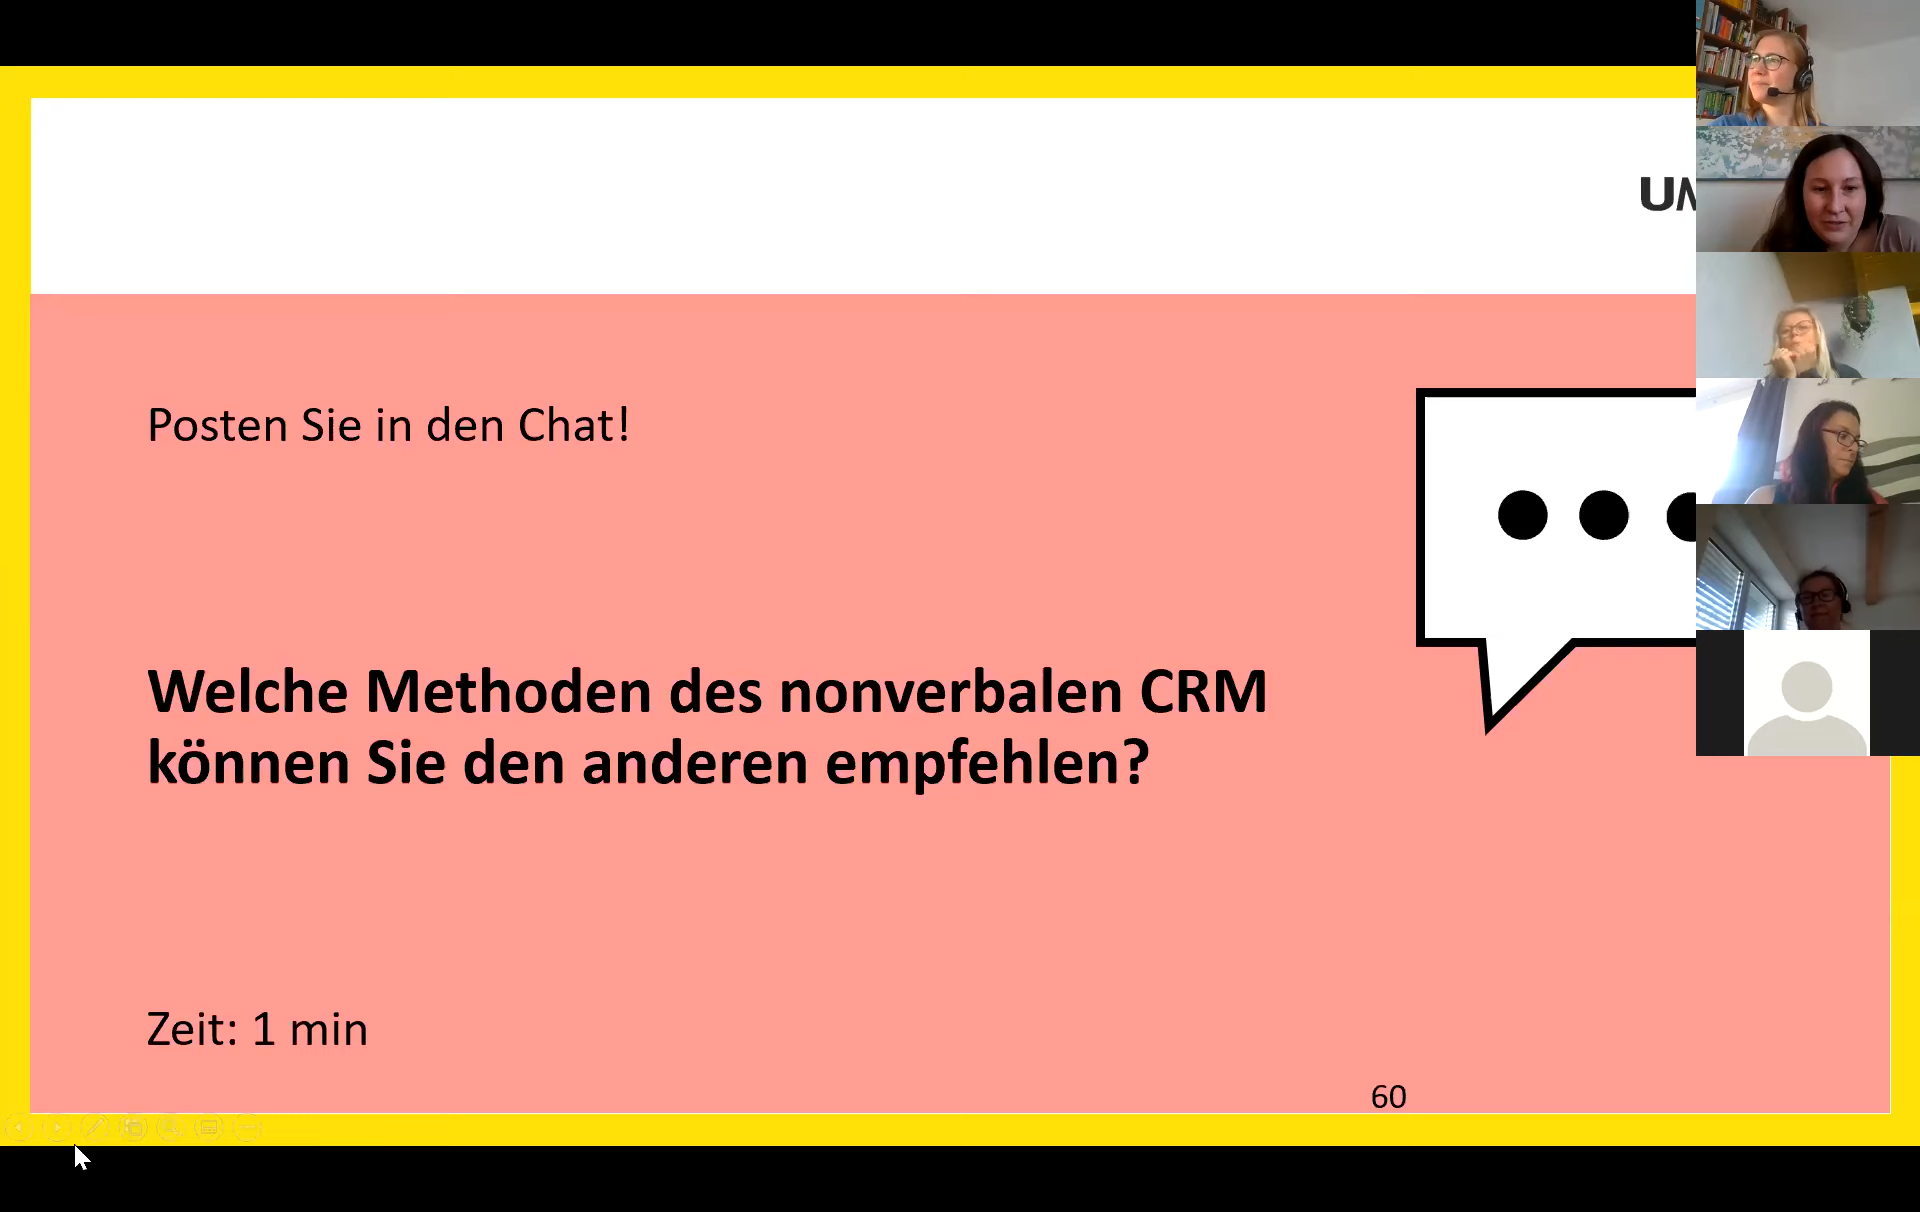 Posten Sie in den Chat!
Welche Methoden des nonverbalen CRM
können Sie den anderen empfehlen?
Zeit: 1 min
60